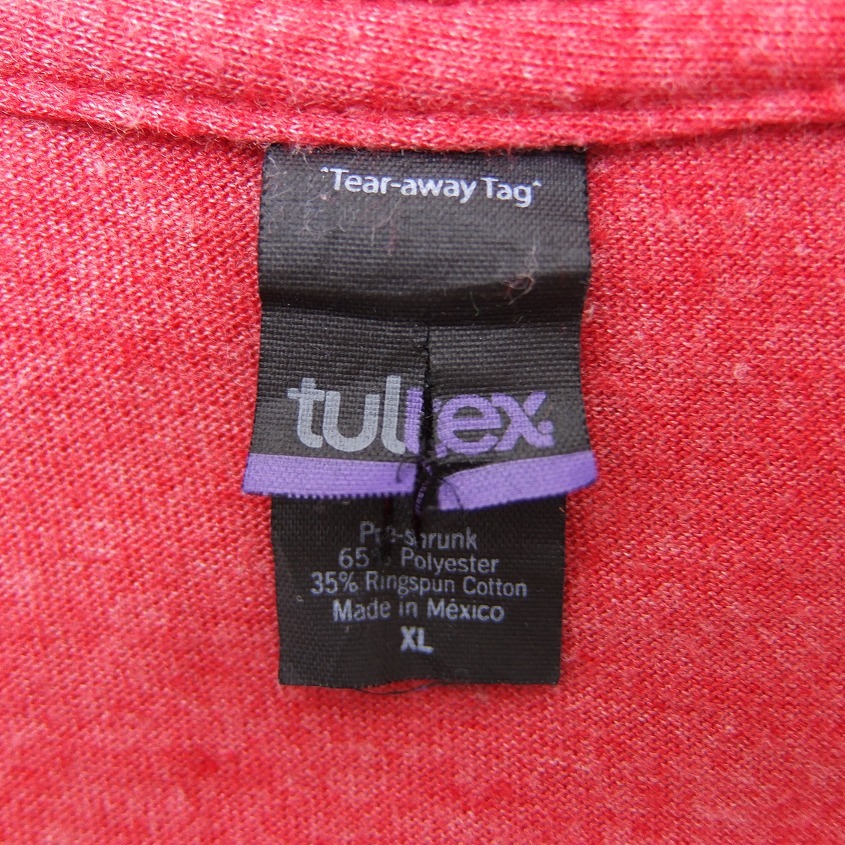 "Tear-away Tag"
tultex
Pre-shrunk
65% Polyester
35% Ringspun Cotton
Made in México
XL